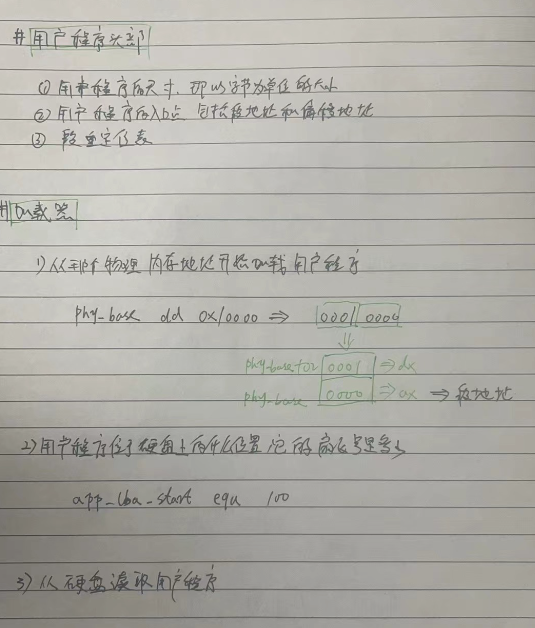 # 用户程序头部
① 用户程序的尺寸,即以字节为单位的大小
② 用户程序的入口点 包括段地址和偏移地址
③ 段重定位表
# 加载器
1) 从哪个物理内存地址开始加载用户程序
phy_base dd 0x10000 ⇒ 0001 0000
⇓
phy_base+02 0001 ⇒ dx
phy_base 0000 ⇒ ax ⇒ 段地址
2) 用户程序位于硬盘上的什么位置 它的扇区号是多少
app_lba_start equ 100
3) 从硬盘读取用户程序